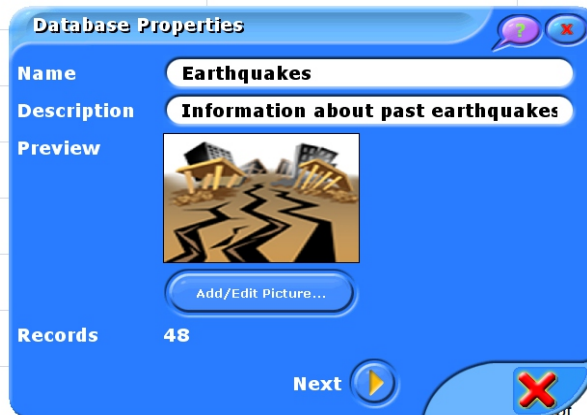 Database Properties
?
x
Name Earthquakes
Description Information about past earthquakes
Preview
Add/Edit Picture...
Records 48
Next